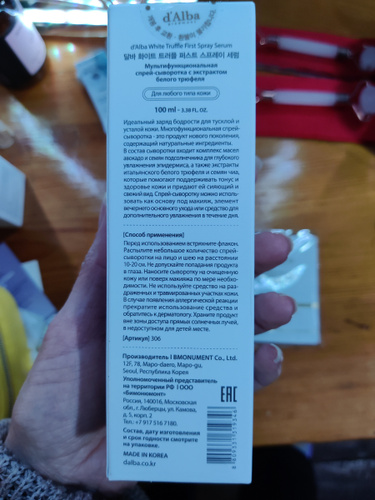 d'Alba
d'Alba White Truffle First Spray Serum
달바 화이트 트러플 퍼스트 스프레이 세럼
Мультифункциональная
спрей-сыворотка с экстрактом
белого трюфеля
Для любого типа кожи
100 ml - 3,38 FL. OZ.
Идеальный заряд бодрости для тусклой и
усталой кожи. Многофункциональная спрей-
сыворотка - это продукт нового поколения,
содержащий натуральные ингредиенты.
В состав сыворотки входит комплекс масел
авокадо и семян подсолнечника для глубокого
увлажнения эпидермиса, а также экстракты
итальянского белого трюфеля и семян чиа,
которые помогают поддерживать тонус и
здоровье кожи и придают ей сияющий и
свежий вид. Спрей-сыворотку можно использо-
вать как основу под макияж, элемент
вечернего основного ухода или средство для
дополнительного увлажнения в течение дня.
[Способ применения]
Перед использованием встряхните флакон.
Распылите небольшое количество спрей-
сыворотки на лицо и шею на расстоянии
10-20 см. Не допускайте попадания продукта
в глаза. Наносите сыворотку на очищенную
кожу или поверх макияжа по мере необхо-
димости. Не используйте средство на раз-
драженных и травмированных участках кожи.
В случае появления аллергической реакции
прекратите использование средства и
обратитесь к дерматологу. Храните продукт
вне зоны доступа прямых солнечных лучей,
в недоступном для детей месте.
[Артикул] 306
Производитель I BMONUMENT Co., Ltd.
12F, 78, Mapo-daero, Mapo-gu,
Seoul, Республика Корея
Уполномоченный представитель
на территории РФ I ООО
«Бимонюмонт»
Россия, 140016, Московская
обл., г. Люберцы, ул. Камова,
д. 5, корп. 2
Тел.: +7 917 516 7180.
Состав, дату изготовления
и срок годности смотрите
на упаковке.
MADE IN KOREA
dalba.co.kr
EAC